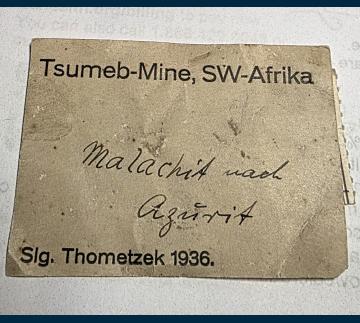 Tsumeb-Mine, SW-Afrika
Malachit nach
Azurit
Slg. Thometzek 1936.